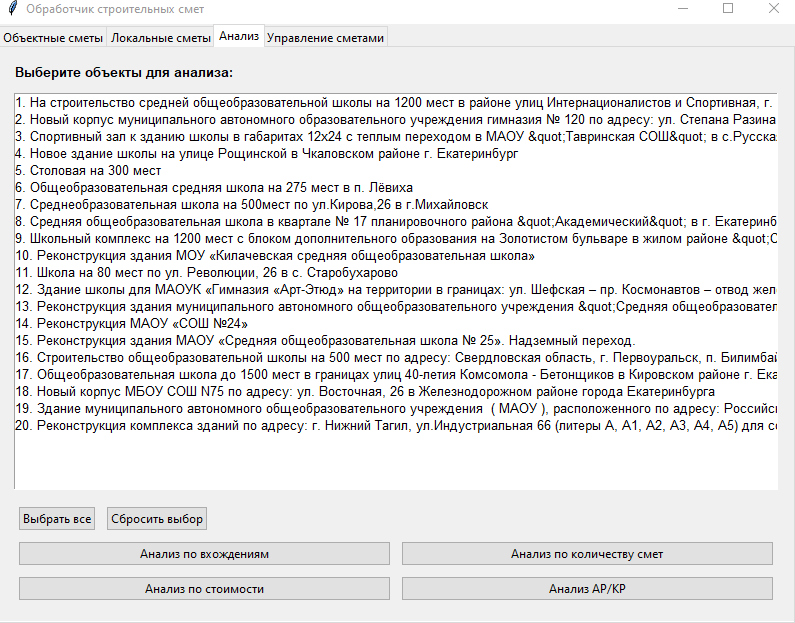 Обработчик строительных смет
Объектные сметы Локальные сметы Анализ Управление сметами
Выберите объекты для анализа:
1. На строительство средней общеобразовательной школы на 1200 мест в районе улиц Интернационалистов и Спортивная, г.
2. Новый корпус муниципального автономного образовательного учреждения гимназия № 120 по адресу: ул. Степана Разина
3. Спортивный зал к зданию школы в габаритах 12х24 с теплым переходом в МАОУ &quot;Тавринская СОШ&quot; в с.Русска
4. Новое здание школы на улице Рощинской в Чкаловском районе г. Екатеринбург
5. Столовая на 300 мест
6. Общеобразовательная средняя школа на 275 мест в п. Лёвиха
7. Среднеобразовательная школа на 500мест по ул.Кирова,26 в г.Михайловск
8. Средняя общеобразовательная школа в квартале № 17 планировочного района &quot;Академический&quot; в г. Екатеринб
9. Школьный комплекс на 1200 мест с блоком дополнительного образования на Золотистом бульваре в жилом районе &quot;С
10. Реконструкция здания МОУ «Килачевская средняя общеобразовательная школа»
11. Школа на 80 мест по ул. Революции, 26 в с. Старобухарово
12. Здание школы для МАОУК «Гимназия «Арт-Этюд» на территории в границах: ул. Шефская – пр. Космонавтов – отвод жел
13. Реконструкция здания муниципального автономного общеобразовательного учреждения &quot;Средняя общеобразовател
14. Реконструкция МАОУ «СОШ №24»
15. Реконструкция здания МАОУ «Средняя общеобразовательная школа № 25». Надземный переход.
16. Строительство общеобразовательной школы на 500 мест по адресу: Свердловская область, г. Первоуральск, п. Билимбай
17. Общеобразовательная школа до 1500 мест в границах улиц 40-летия Комсомола - Бетонщиков в Кировском районе г. Ека
18. Новый корпус МБОУ СОШ N75 по адресу: ул. Восточная, 26 в Железнодорожном районе города Екатеринбурга
19. Здание муниципального автономного общеобразовательного учреждения ( МАОУ ), расположенного по адресу: Российс
20. Реконструкция комплекса зданий по адресу: г. Нижний Тагил, ул.Индустриальная 66 (литеры А, А1, А2, А3, А4, А5) для со
Выбрать все Сбросить выбор
Анализ по вхождениям Анализ по количеству смет
Анализ по стоимости Анализ АР/КР